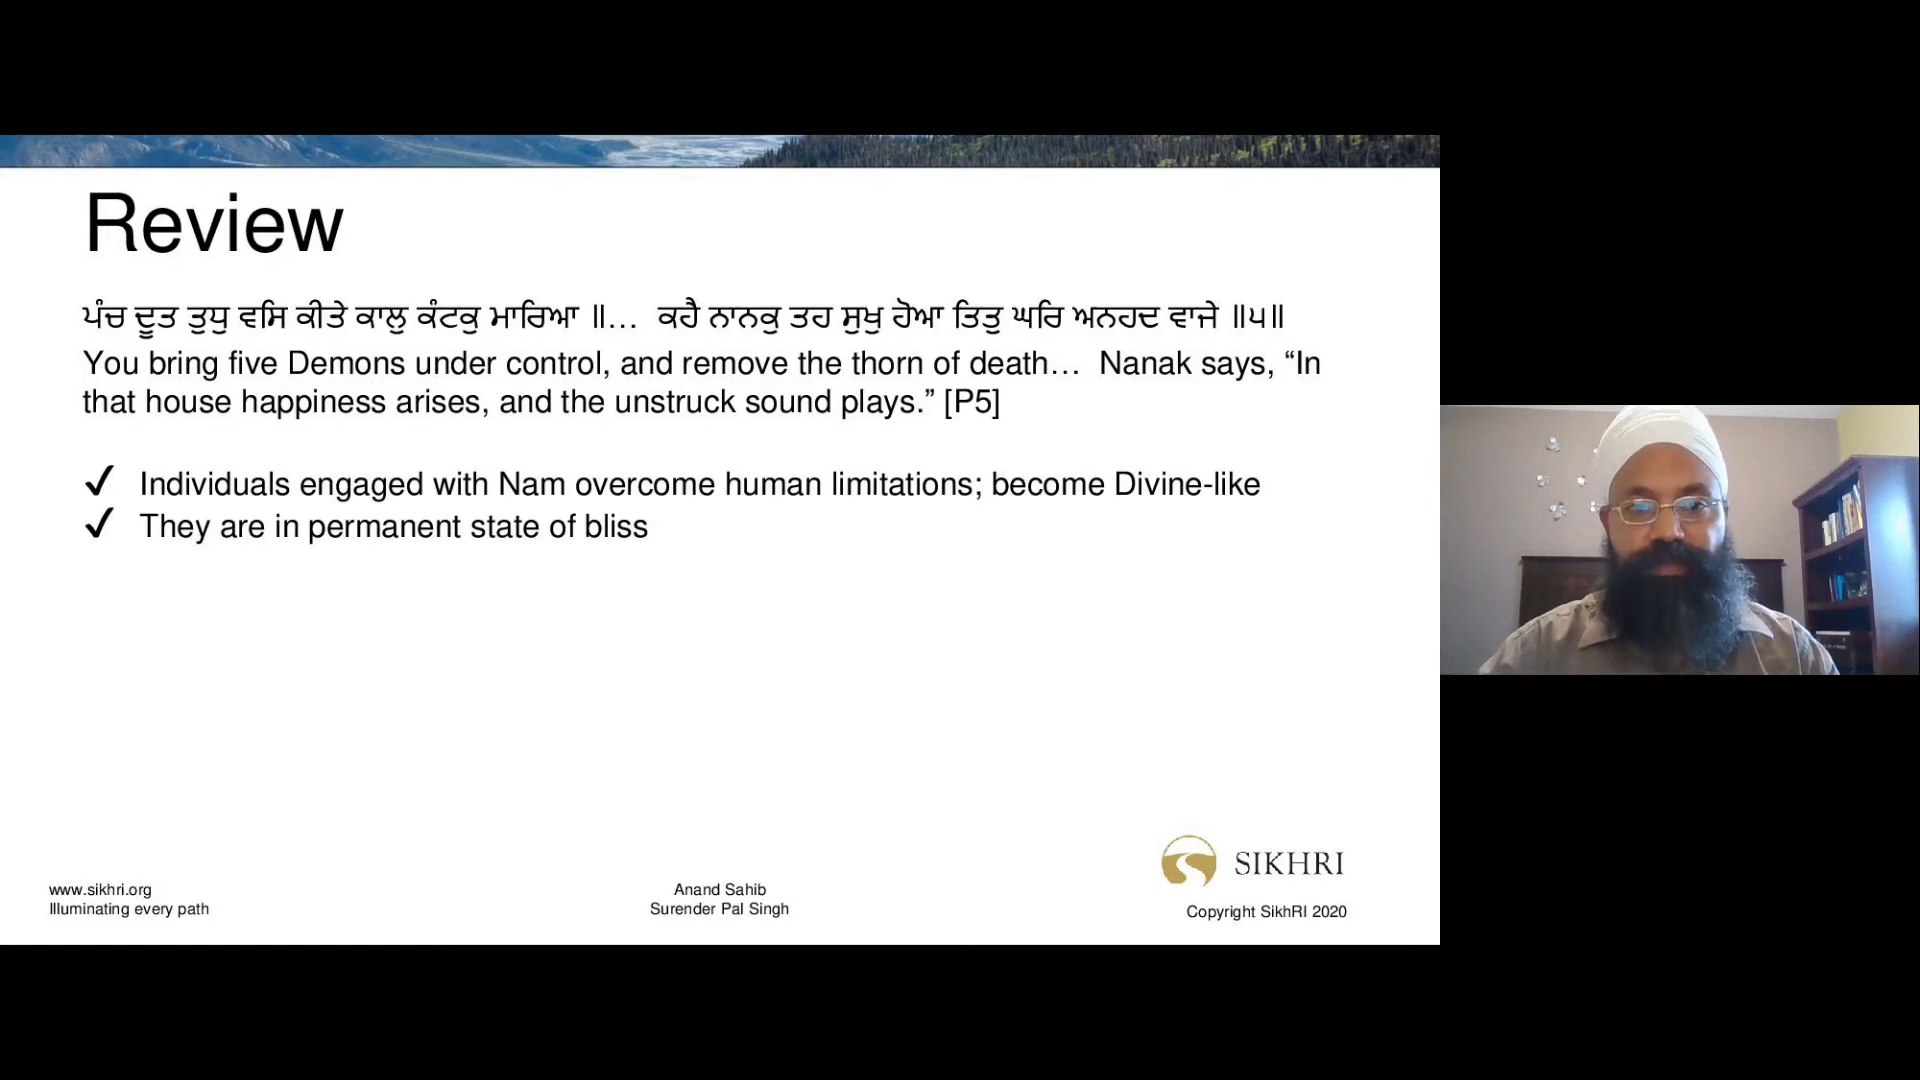 Review
ਪੰਚ ਦੂਤ ਤੁਧੁ ਵਸਿ ਕੀਤੇ ਕਾਲੁ ਕੰਟਕੁ ਮਾਰਿਆ ॥... ਕਹੈ ਨਾਨਕੁ ਤਹ ਸੁਖੁ ਹੋਆ ਤਿਤੁ ਘਰਿ ਅਨਹਦ ਵਾਜੇ ॥੫॥
You bring five Demons under control, and remove the thorn of death... Nanak says, “In
that house happiness arises, and the unstruck sound plays.” [P5]
✓ Individuals engaged with Nam overcome human limitations; become Divine-like
✓ They are in permanent state of bliss
www.sikhri.org
Illuminating every path
Anand Sahib
Surender Pal Singh
SIKHRI
Copyright SikhRI 2020